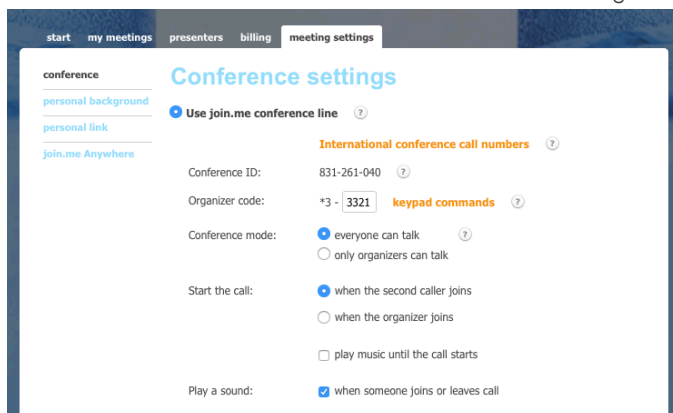 start my meetings presenters billing meeting settings
conference
personal background
personal link
join.me Anywhere
Conference settings
Use join.me conference line ?
International conference call numbers ?
Conference ID: 831-261-040 ?
Organizer code: *3 - 3321 keypad commands ?
Conference mode: everyone can talk ?
only organizers can talk
Start the call: when the second caller joins
when the organizer joins
play music until the call starts
Play a sound: when someone joins or leaves call